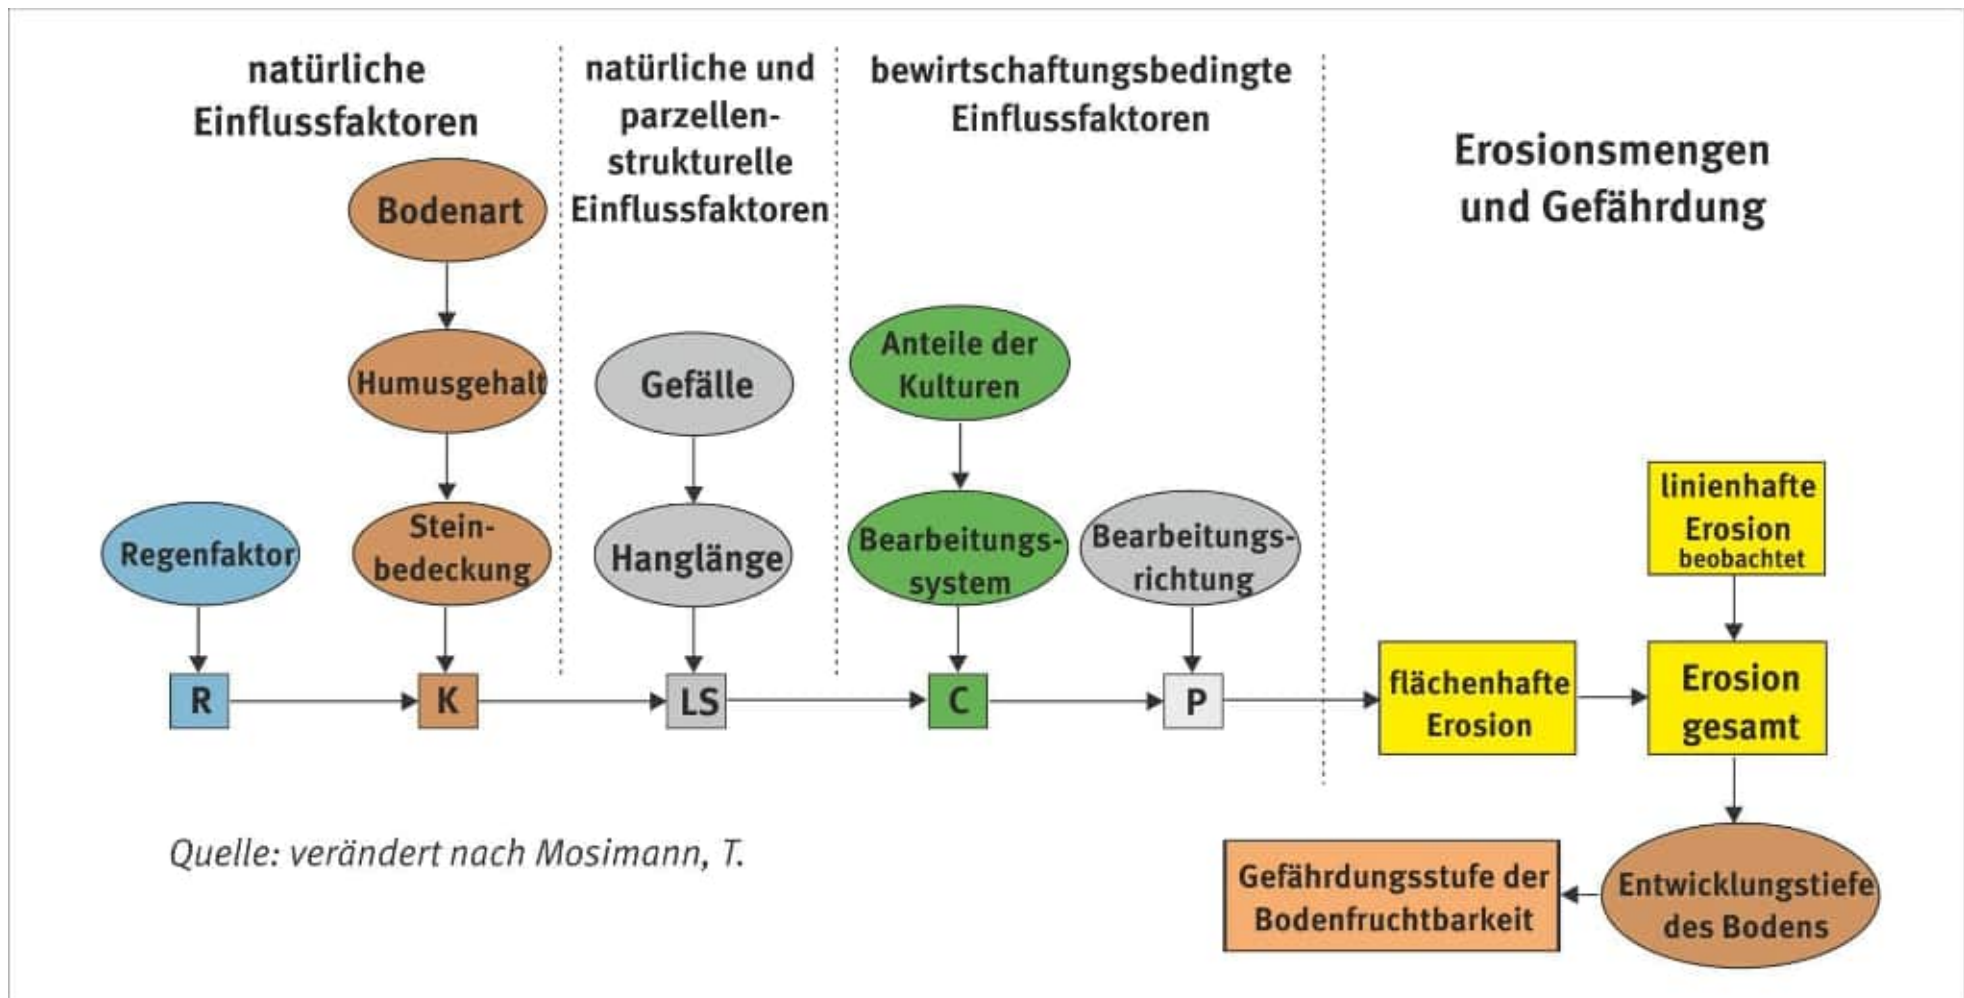 natürliche
Einflussfaktoren
natürliche und
parzellen-
strukturelle
Einflussfaktoren
bewirtschaftungsbedingte
Einflussfaktoren
Erosionsmengen
und Gefährdung
Bodenart
Humusgehalt
Stein-
bedeckung
Regenfaktor
Gefälle
Hanglänge
Anteile der
Kulturen
Bearbeitungs-
system
Bearbeitungs-
richtung
linienhafte
Erosion
beobachtet
R
K
LS
C
P
flächenhafte
Erosion
Erosion
gesamt
Entwicklungstiefe
des Bodens
Gefährdungsstufe der
Bodenfruchtbarkeit
Quelle: verändert nach Mosimann, T.